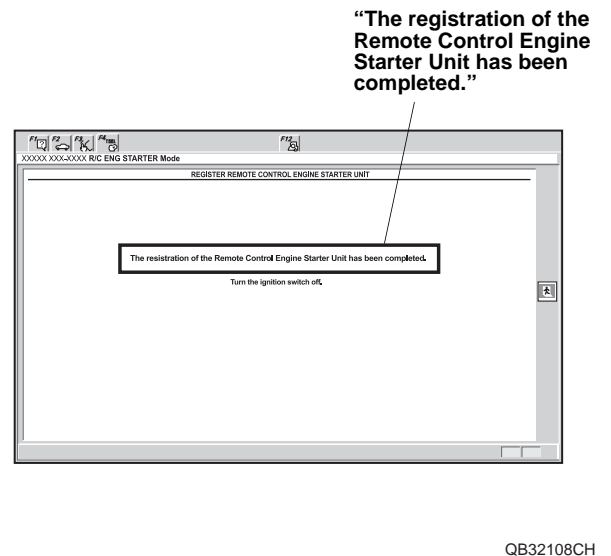 “The registration of the
Remote Control Engine
Starter Unit has been
completed.”
F1 F2 F3 F4 TOOL F12
XXXXX XXX-XXXX R/C ENG STARTER Mode
REGISTER REMOTE CONTROL ENGINE STARTER UNIT
The resistration of the Remote Control Engine Starter Unit has been completed.
Turn the ignition switch off.
QB32108CH